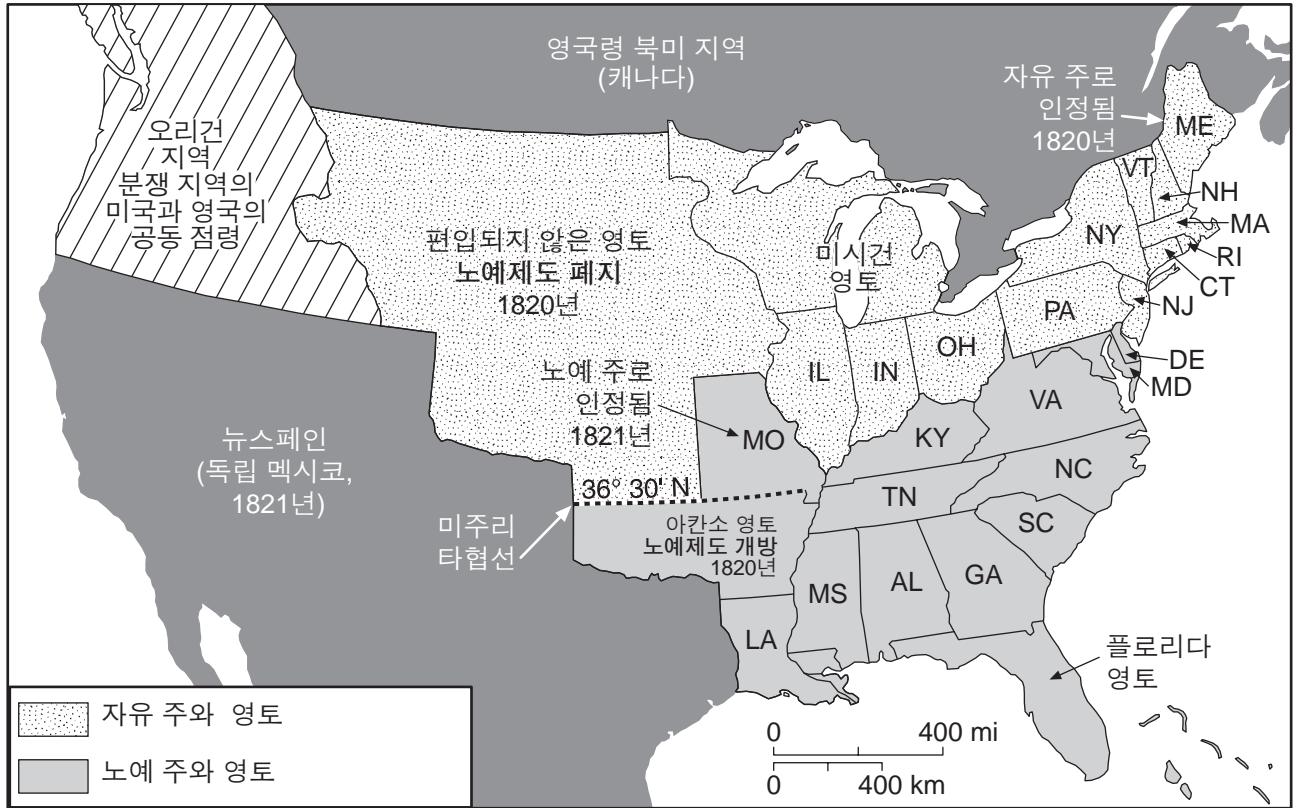 영국령 북미 지역
(캐나다)
자유 주로
인정됨
1820년
오리건
지역
분쟁 지역의
미국과 영국의
공동 점령
편입되지 않은 영토
노예제도 폐지
1820년
미시건
영토
ME
VT
NH
MA
NY
RI
CT
NJ
PA
OH
IN
IL
DE
MD
VA
노예 주로
인정됨
1821년
MO
KY
NC
TN
SC
뉴스페인
(독립 멕시코,
1821년)
36° 30' N
미주리
타협선
아칸소 영토
노예제도 개방
1820년
MS
AL
GA
LA
플로리다
영토
자유 주와 영토
노예 주와 영토
0 400 mi
0 400 km